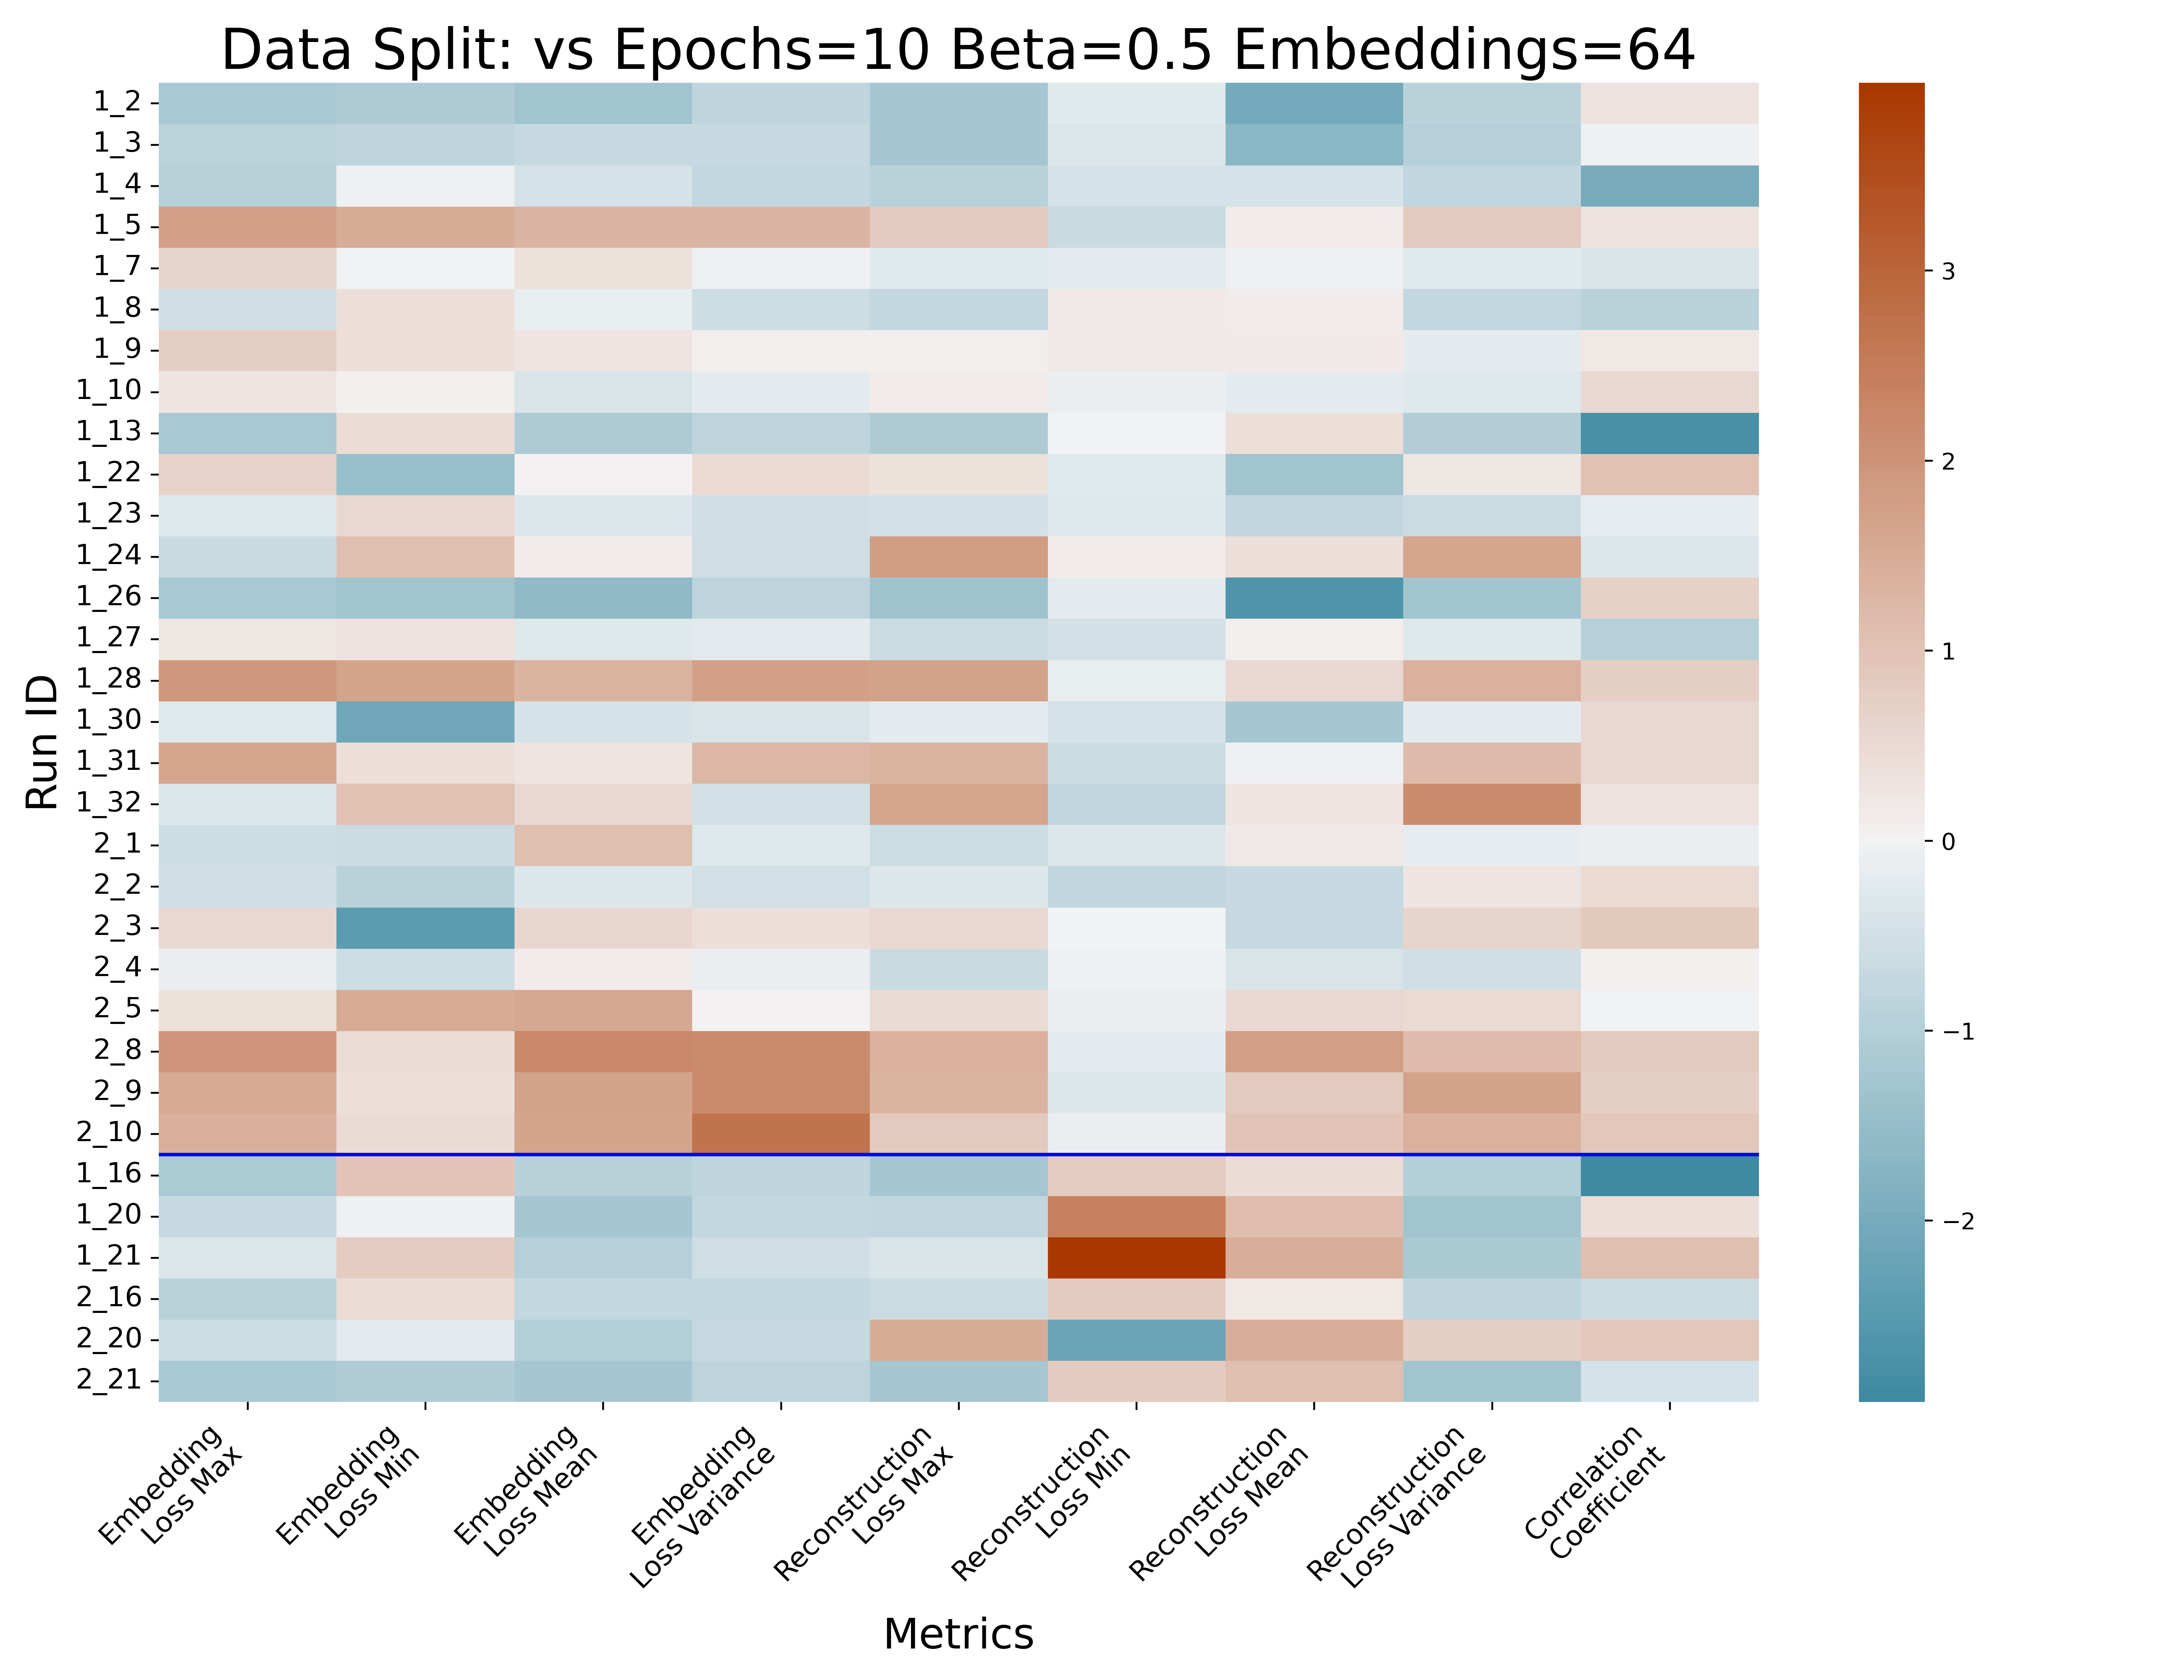 Data Split: vs Epochs=10 Beta=0.5 Embeddings=64
Run ID
1_2
1_3
1_4
1_5
1_7
1_8
1_9
1_10
1_13
1_22
1_23
1_24
1_26
1_27
1_28
1_30
1_31
1_32
2_1
2_2
2_3
2_4
2_5
2_8
2_9
2_10
1_16
1_20
1_21
2_16
2_20
2_21
3
2
1
0
−1
−2
Embedding
Loss Max
Embedding
Loss Min
Embedding
Loss Mean
Embedding
Loss Variance
Reconstruction
Loss Max
Reconstruction
Loss Min
Reconstruction
Loss Mean
Reconstruction
Loss Variance
Correlation
Coefficient
Metrics